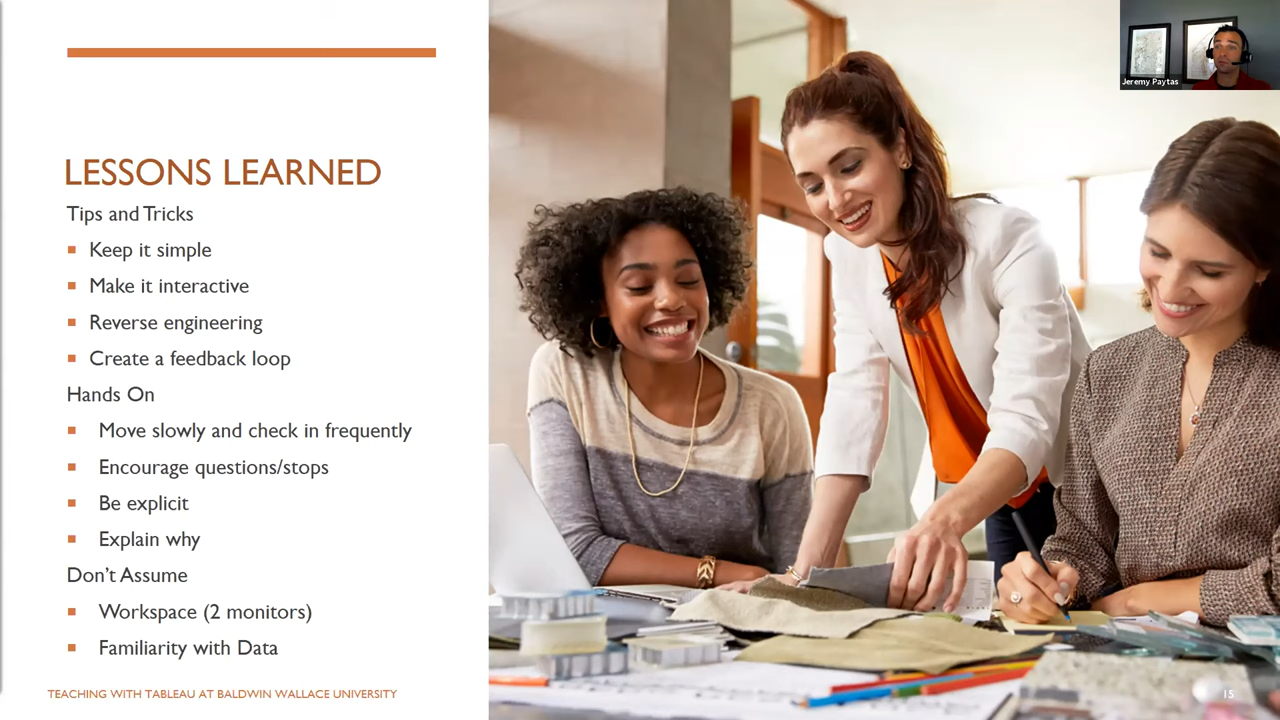 Jeremy Paytas
LESSONS LEARNED
Tips and Tricks
Keep it simple
Make it interactive
Reverse engineering
Create a feedback loop
Hands On
Move slowly and check in frequently
Encourage questions/stops
Be explicit
Explain why
Don't Assume
Workspace (2 monitors)
Familiarity with Data
TEACHING WITH TABLEAU AT BALDWIN WALLACE UNIVERSITY
15